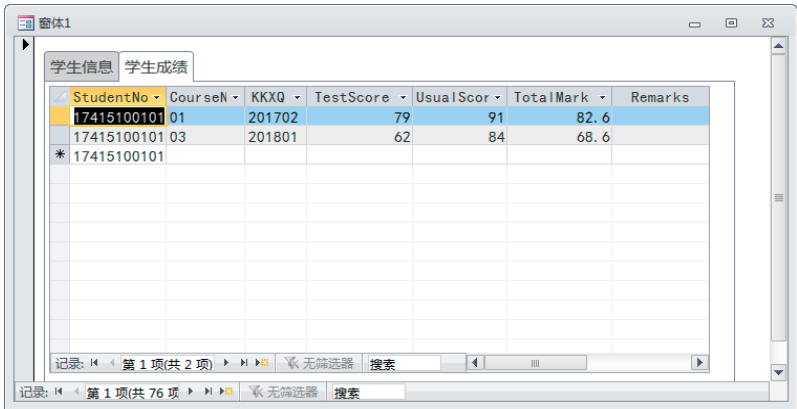 窗体1
学生信息 学生成绩
StudentNo CourseN KKXQ TestScore UsualScor TotalMark Remarks
17415100101 01 201702 79 91 82.6
17415100101 03 201801 62 84 68.6
* 17415100101
记录: 第 1 项(共 2 项) 无筛选器 搜索
记录: 第 1 项(共 76 项 无筛选器 搜索